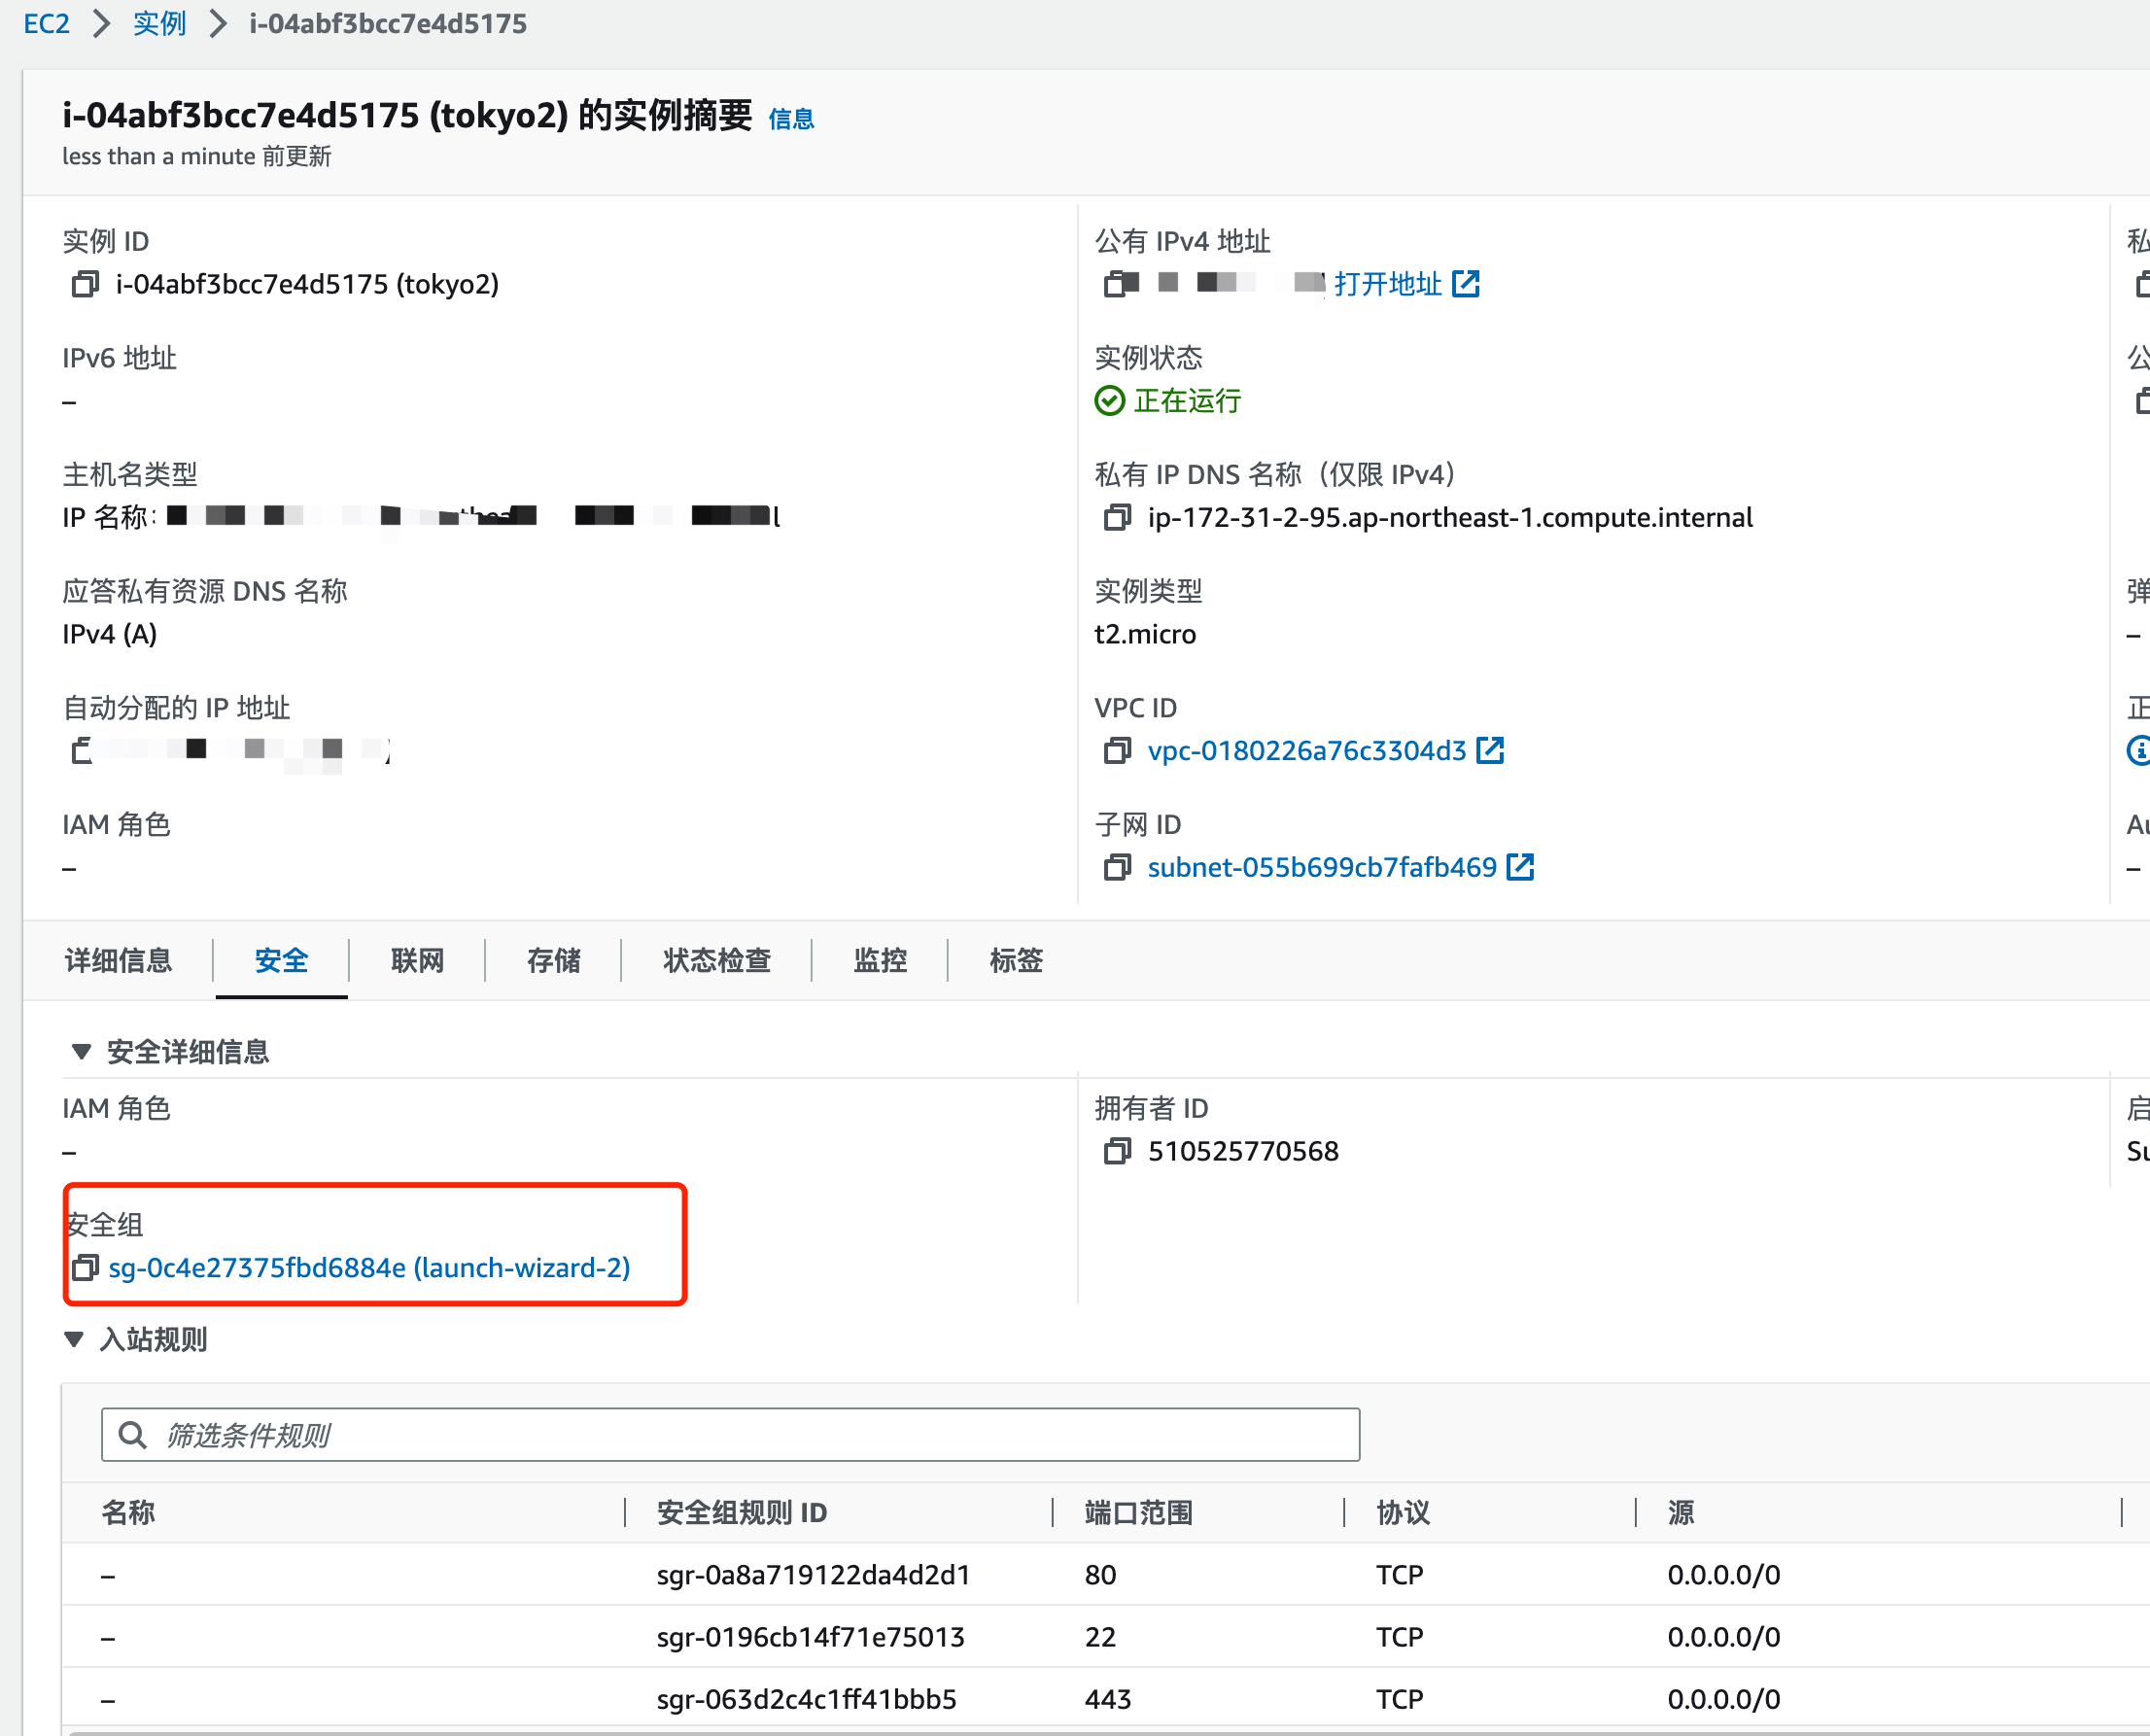 EC2 > 实例 > i-04abf3bcc7e4d5175
i-04abf3bcc7e4d5175 (tokyo2) 的实例摘要 信息
less than a minute 前更新
实例 ID
i-04abf3bcc7e4d5175 (tokyo2)
IPv6 地址
–
主机名类型
IP 名称:
应答私有资源 DNS 名称
IPv4 (A)
自动分配的 IP 地址
IAM 角色
–
公有 IPv4 地址
打开地址
实例状态
正在运行
私有 IP DNS 名称（仅限 IPv4）
ip-172-31-2-95.ap-northeast-1.compute.internal
实例类型
t2.micro
VPC ID
vpc-0180226a76c3304d3
子网 ID
subnet-055b699cb7fafb469
–
–
详细信息 安全 联网 存储 状态检查 监控 标签
安全详细信息
IAM 角色
–
拥有者 ID
510525770568
安全组
sg-0c4e27375fbd6884e (launch-wizard-2)
入站规则
筛选条件规则
名称 安全组规则 ID 端口范围 协议 源
– sgr-0a8a719122da4d2d1 80 TCP 0.0.0.0/0
– sgr-0196cb14f71e75013 22 TCP 0.0.0.0/0
– sgr-063d2c4c1ff41bbb5 443 TCP 0.0.0.0/0